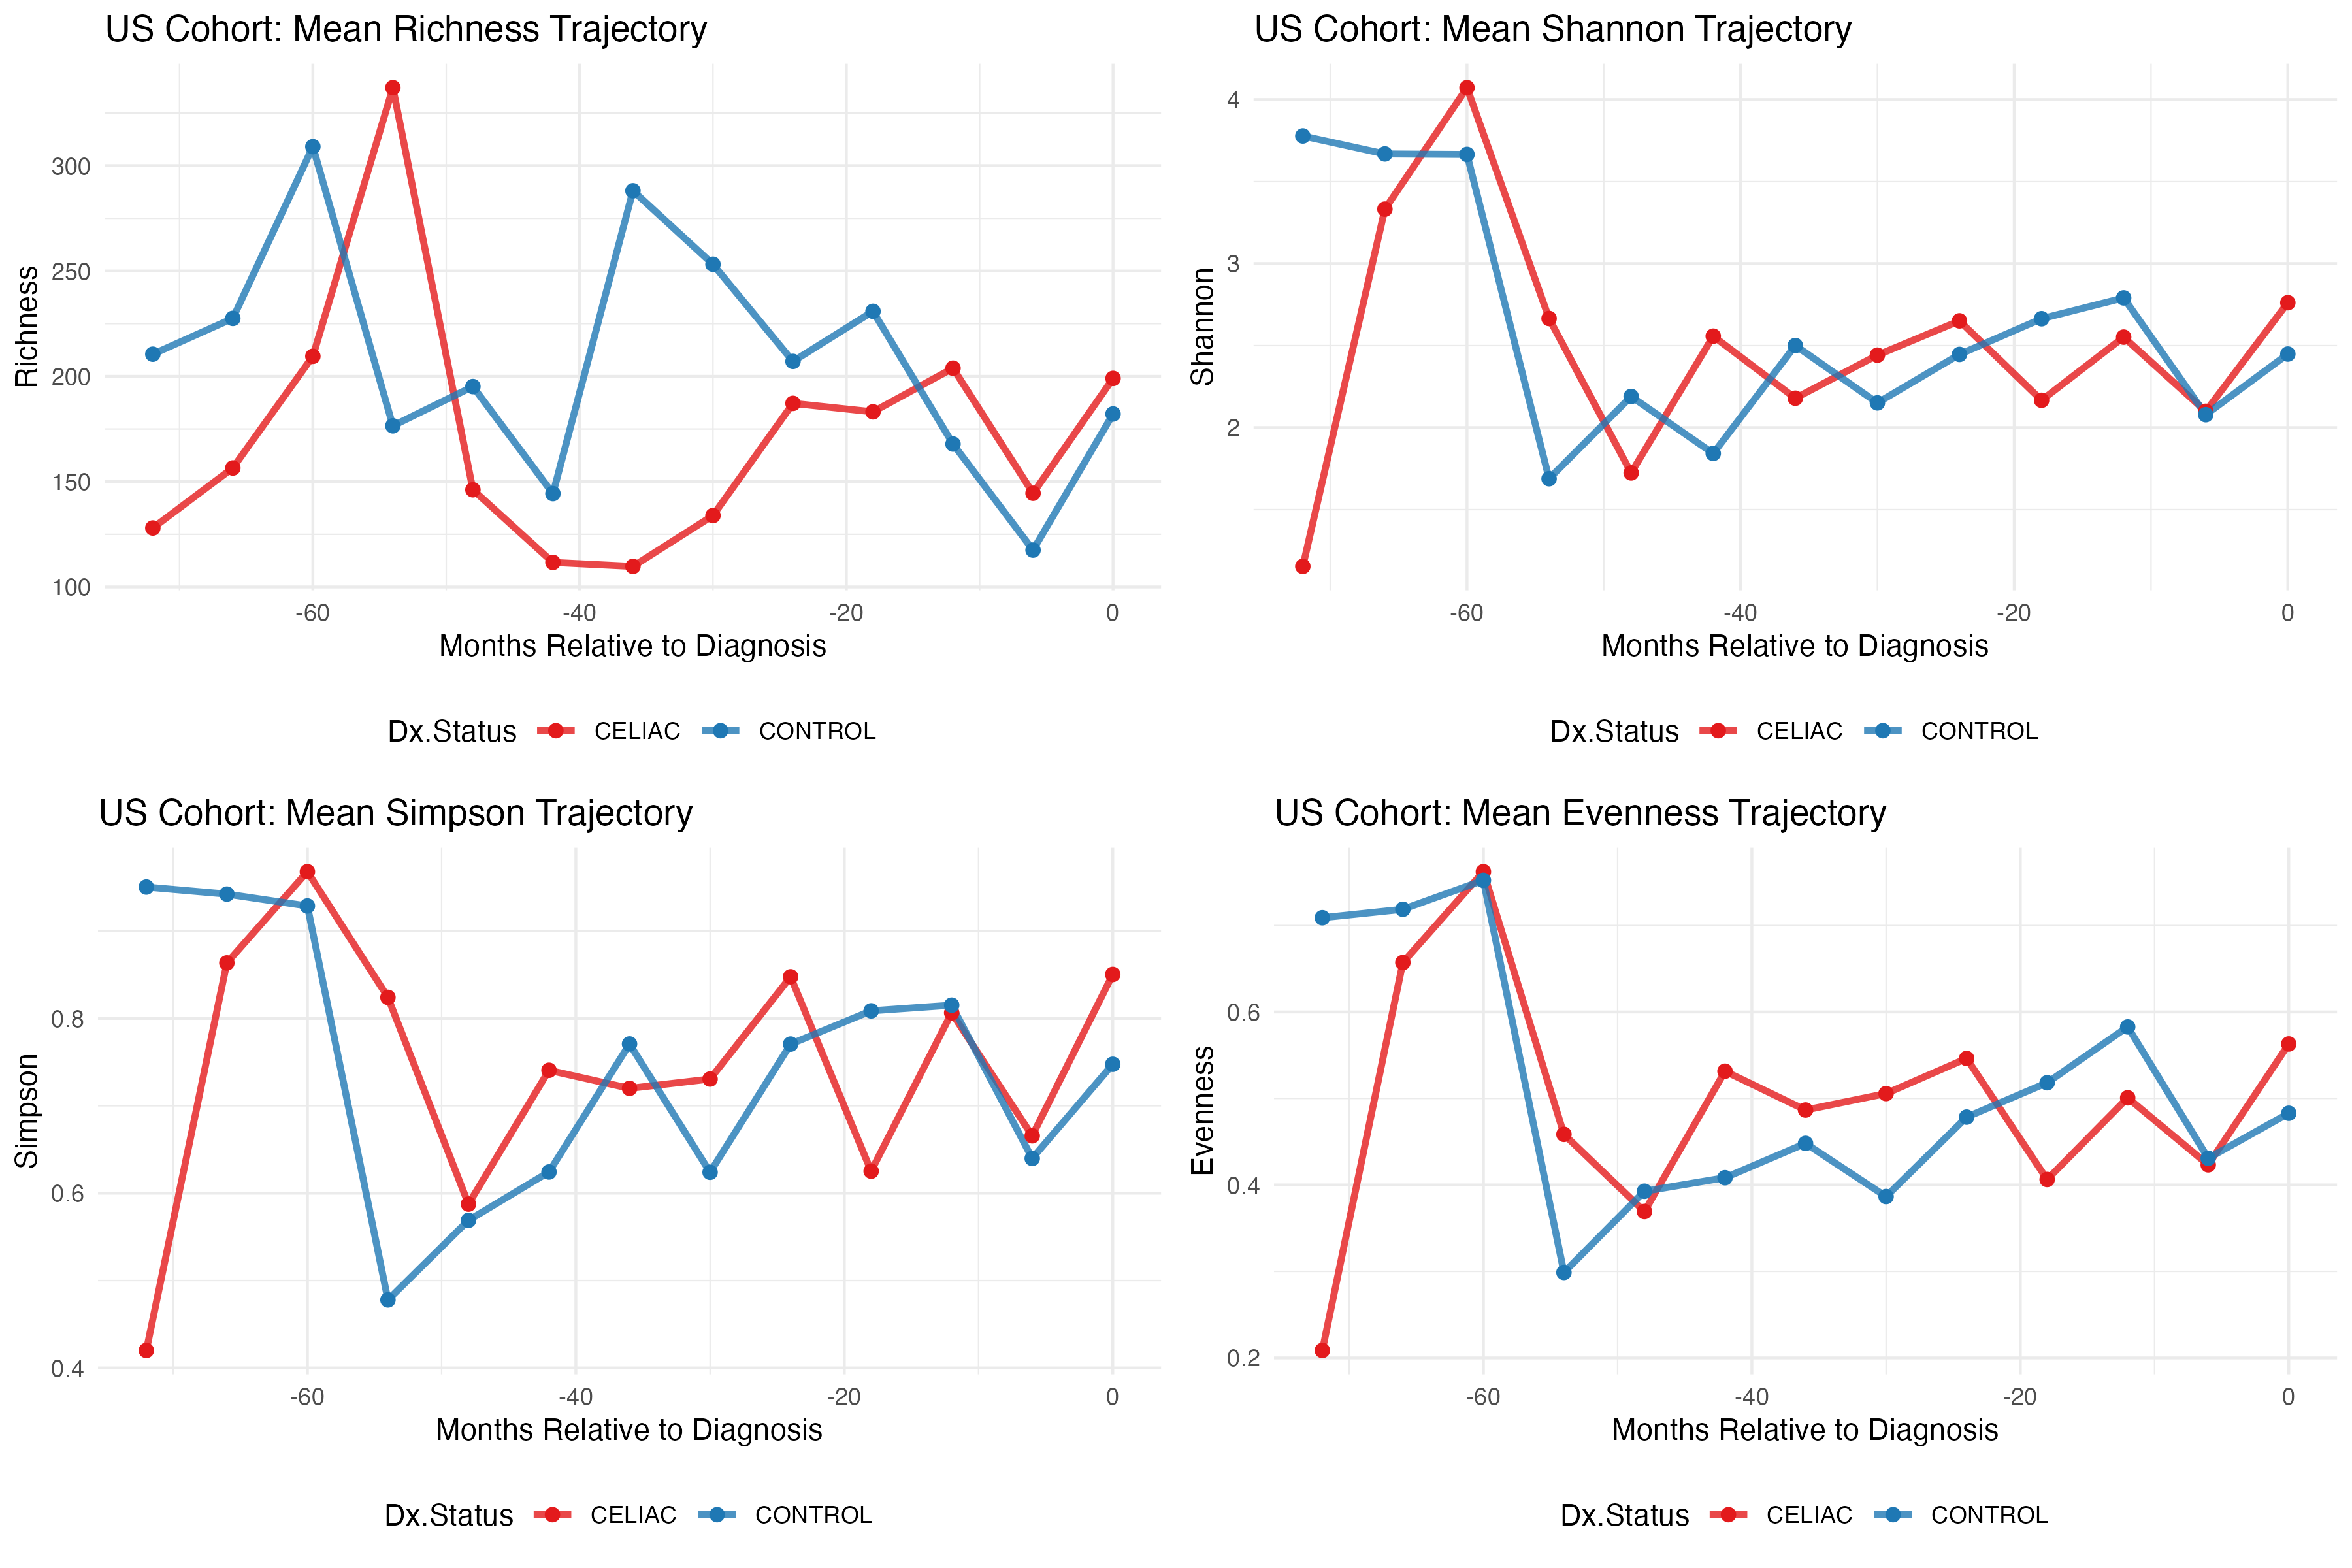 US Cohort: Mean Richness Trajectory
Richness
300
250
200
150
100
-60 -40 -20 0
Months Relative to Diagnosis
Dx.Status CELIAC CONTROL
US Cohort: Mean Shannon Trajectory
Shannon
4
3
2
-60 -40 -20 0
Months Relative to Diagnosis
Dx.Status CELIAC CONTROL
US Cohort: Mean Simpson Trajectory
Simpson
0.8
0.6
0.4
-60 -40 -20 0
Months Relative to Diagnosis
Dx.Status CELIAC CONTROL
US Cohort: Mean Evenness Trajectory
Evenness
0.6
0.4
0.2
-60 -40 -20 0
Months Relative to Diagnosis
Dx.Status CELIAC CONTROL